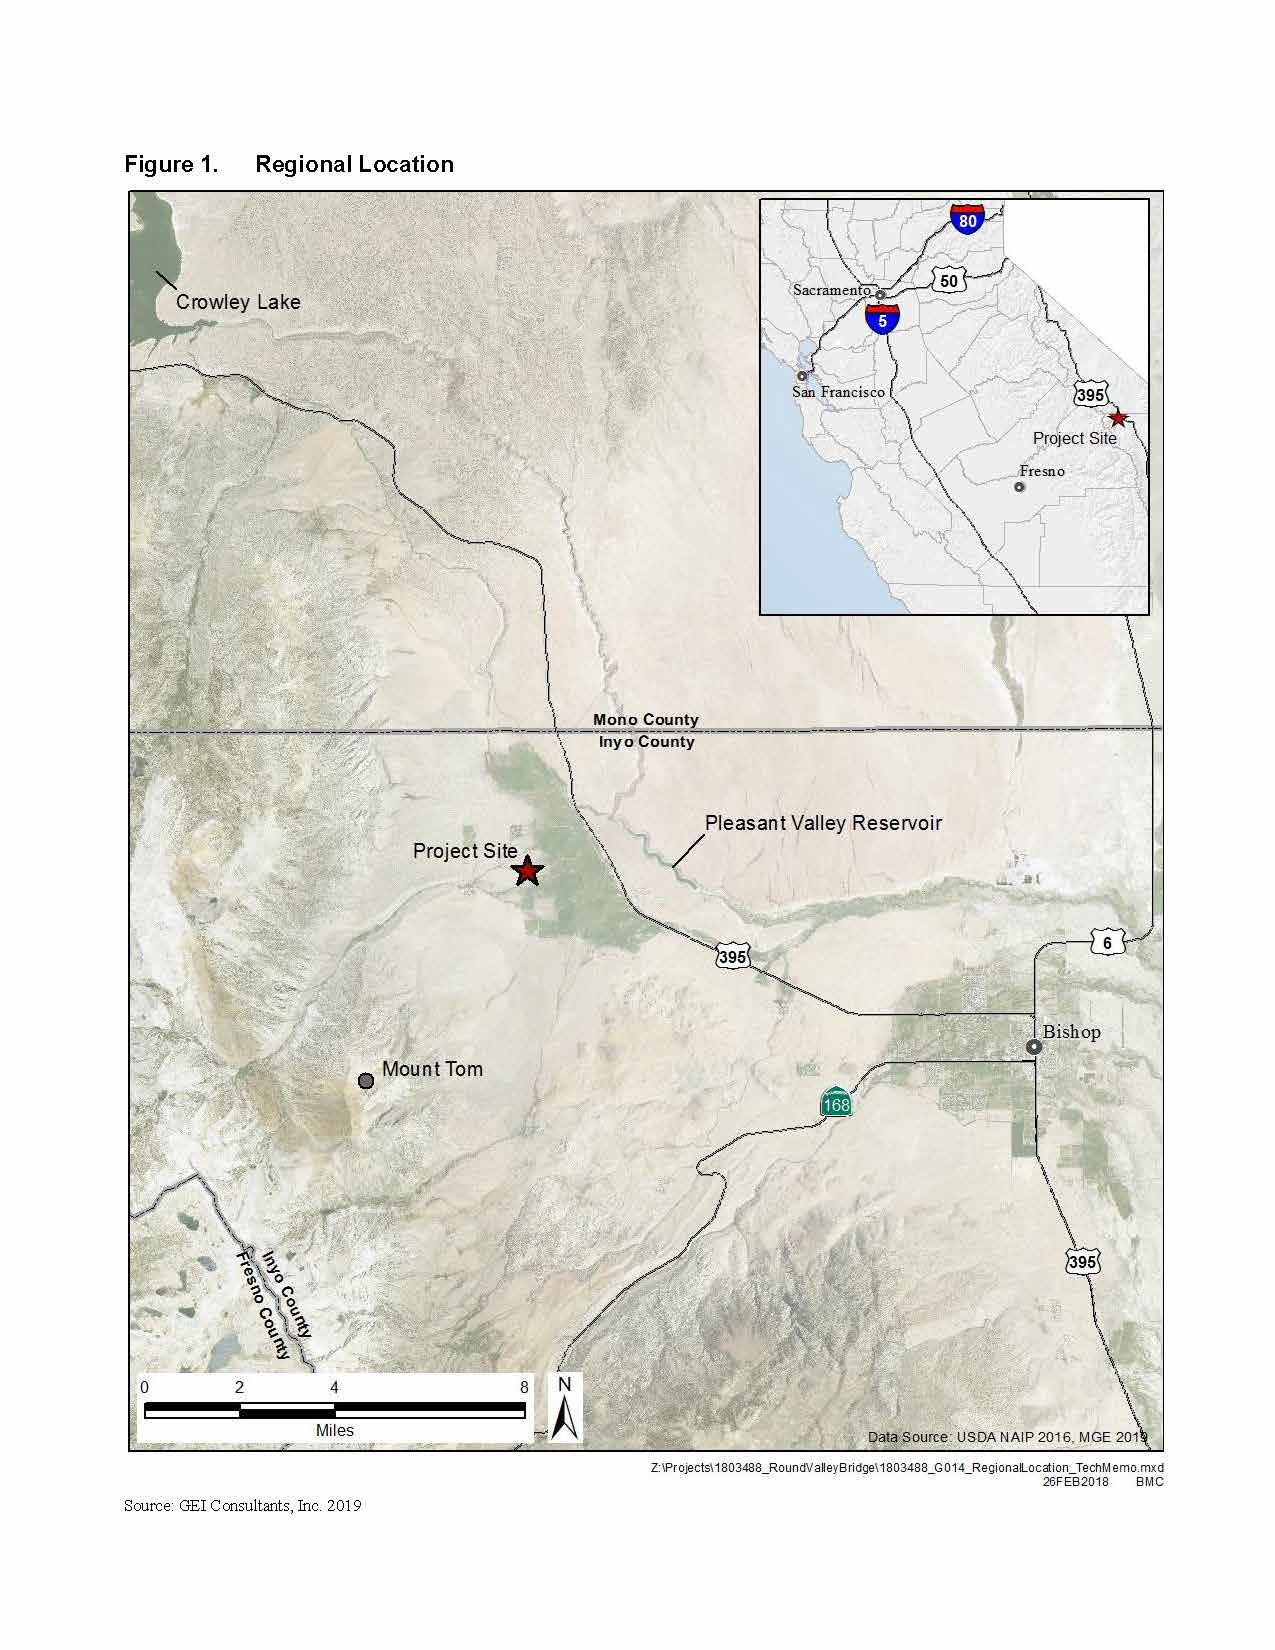 Figure 1. Regional Location
Crowley Lake
80
50
Sacramento
5
San Francisco
395
Project Site
Fresno
Mono County
Inyo County
Pleasant Valley Reservoir
Project Site
395
6
Bishop
Mount Tom
168
395
Inyo County
Fresno County
0 2 4 8
Miles
N
Data Source: USDA NAIP 2016, MGE 2019
Z:\Projects\1803488_RoundValleyBridge\1803488_G014_RegionalLocation_TechMemo.mxd
26FEB2018 BMC
Source: GEI Consultants, Inc. 2019